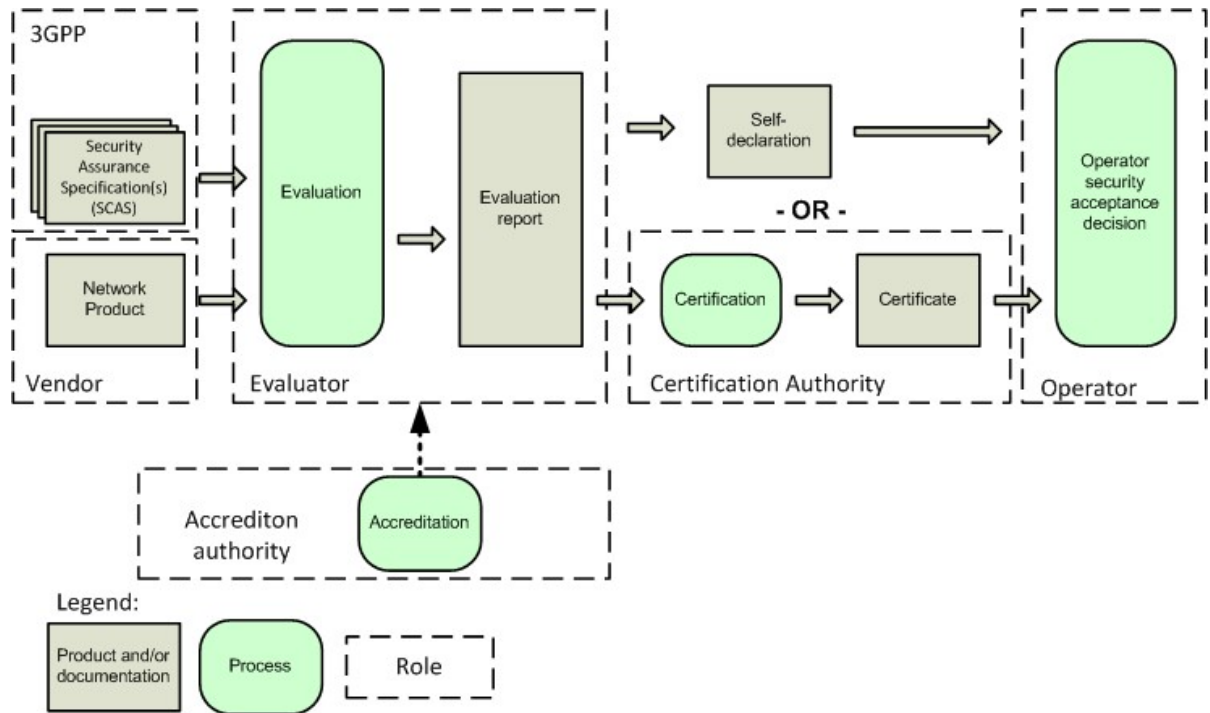 3GPP
Security
Assurance
Specification(s)
(SCAS)
Network
Product
Vendor
Evaluation
Evaluation
report
Evaluator
Self-
declaration
- OR -
Certification
Certificate
Certification Authority
Operator
security
acceptance
decision
Operator
Accrediton
authority
Accreditation
Legend:
Product and/or
documentation
Process
Role